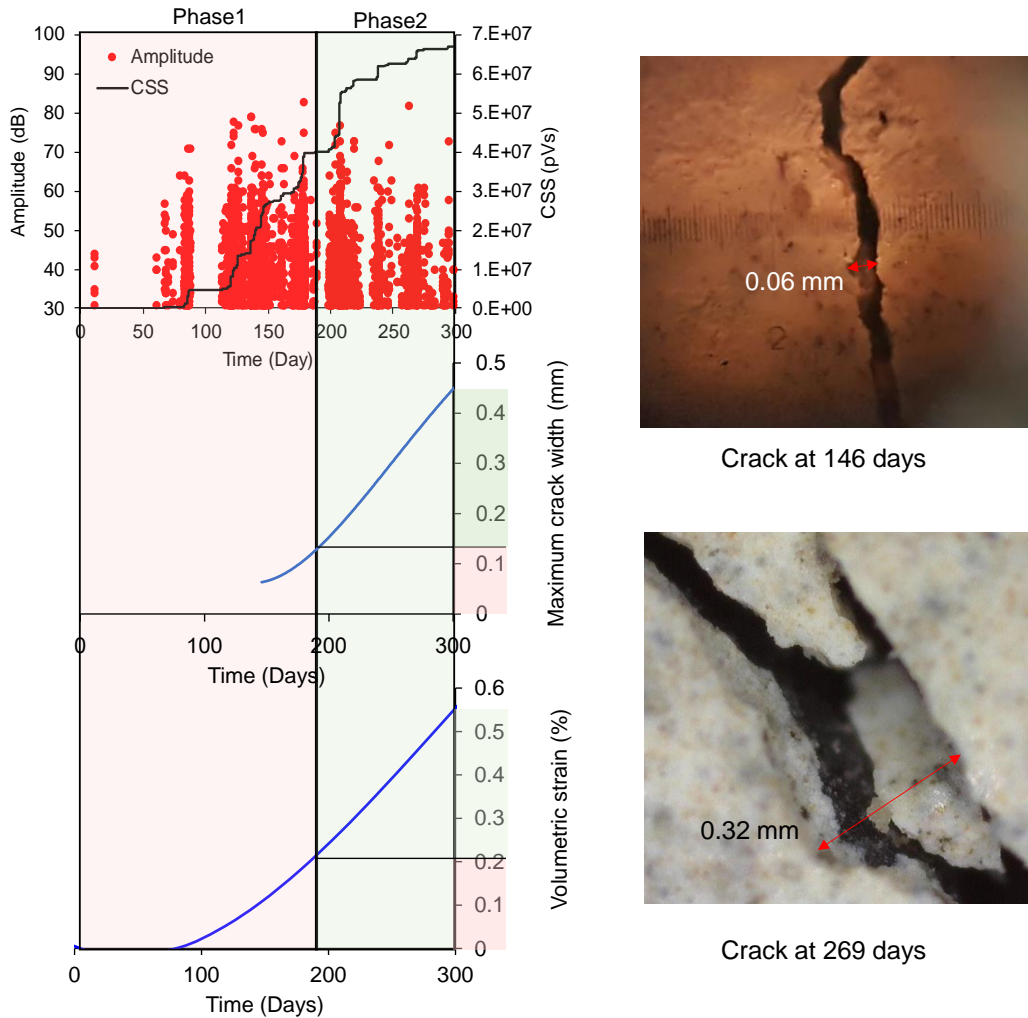 Phase1
Phase2
Amplitude
CSS
100
90
80
70
60
50
40
30
Amplitude (dB)
7.E+07
6.E+07
5.E+07
4.E+07
3.E+07
2.E+07
1.E+07
0.E+00
CSS (pVs)
0
50
100
150
200
250
300
Time (Day)
0.5
0.4
0.3
0.2
0.1
0
Maximum crack width (mm)
0
100
200
300
Time (Days)
0.6
0.5
0.4
0.3
0.2
0.1
0
Volumetric strain (%)
0
100
200
300
Time (Days)
0.06 mm
2
Crack at 146 days
0.32 mm
Crack at 269 days